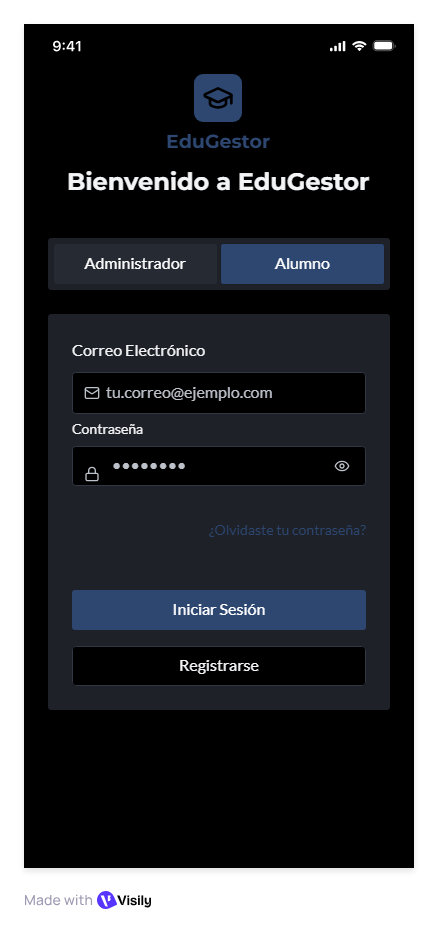 9:41
EduGestor
Bienvenido a EduGestor
Administrador Alumno
Correo Electrónico
tu.correo@ejemplo.com
Contraseña
••••••••
¿Olvidaste tu contraseña?
Iniciar Sesión
Registrarse
Made with Visily